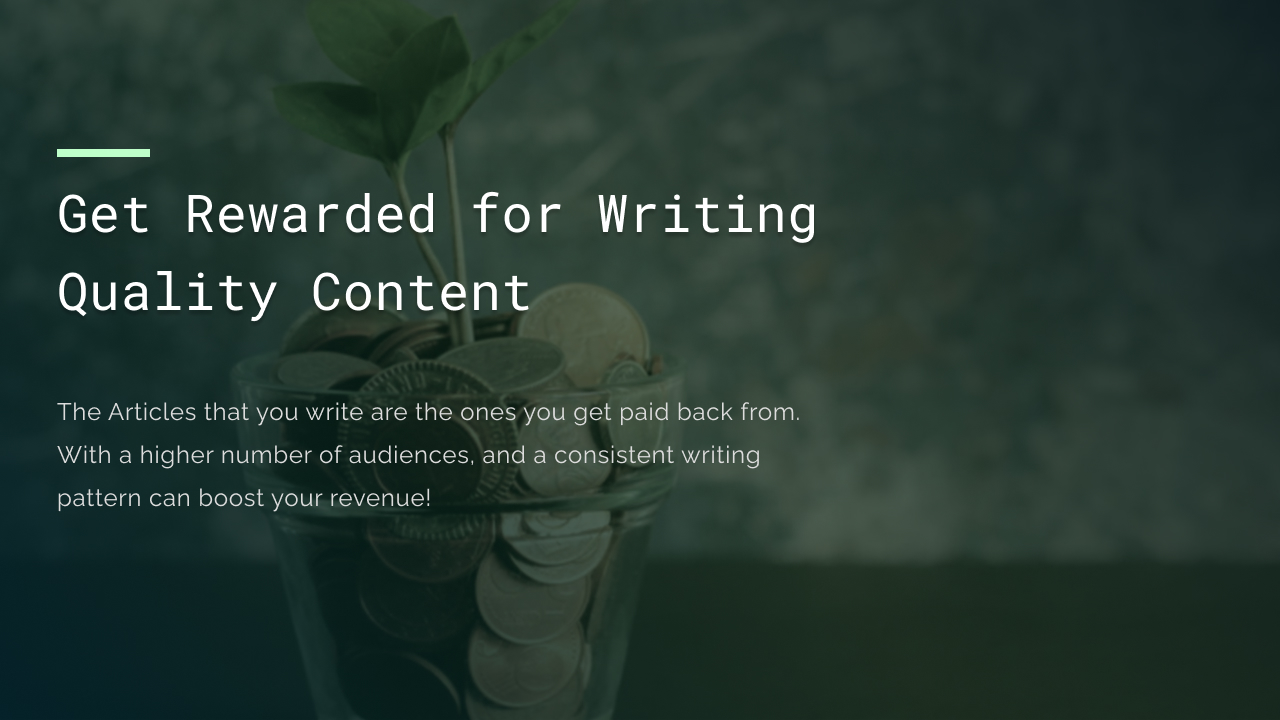 Get Rewarded for Writing
Quality Content
The Articles that you write are the ones you get paid back from.
With a higher number of audiences, and a consistent writing
pattern can boost your revenue!